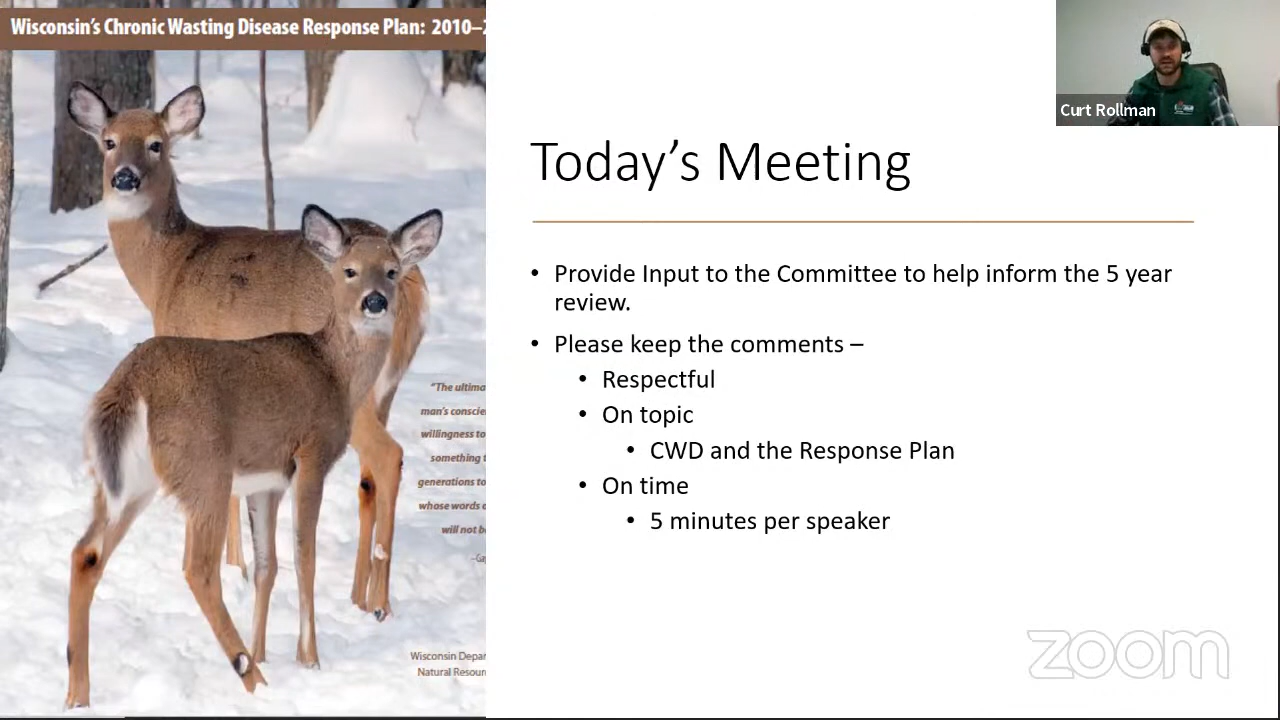 Wisconsin's Chronic Wasting Disease Response Plan: 2010–2
Curt Rollman
Today's Meeting
• Provide Input to the Committee to help inform the 5 year
review.
• Please keep the comments –
• Respectful
• On topic
• CWD and the Response Plan
• On time
• 5 minutes per speaker
"The ultima
man's conscie
willingness to
something t
generations to
whose words o
will not b
Wisconsin Depar
Natural Resour
zoom